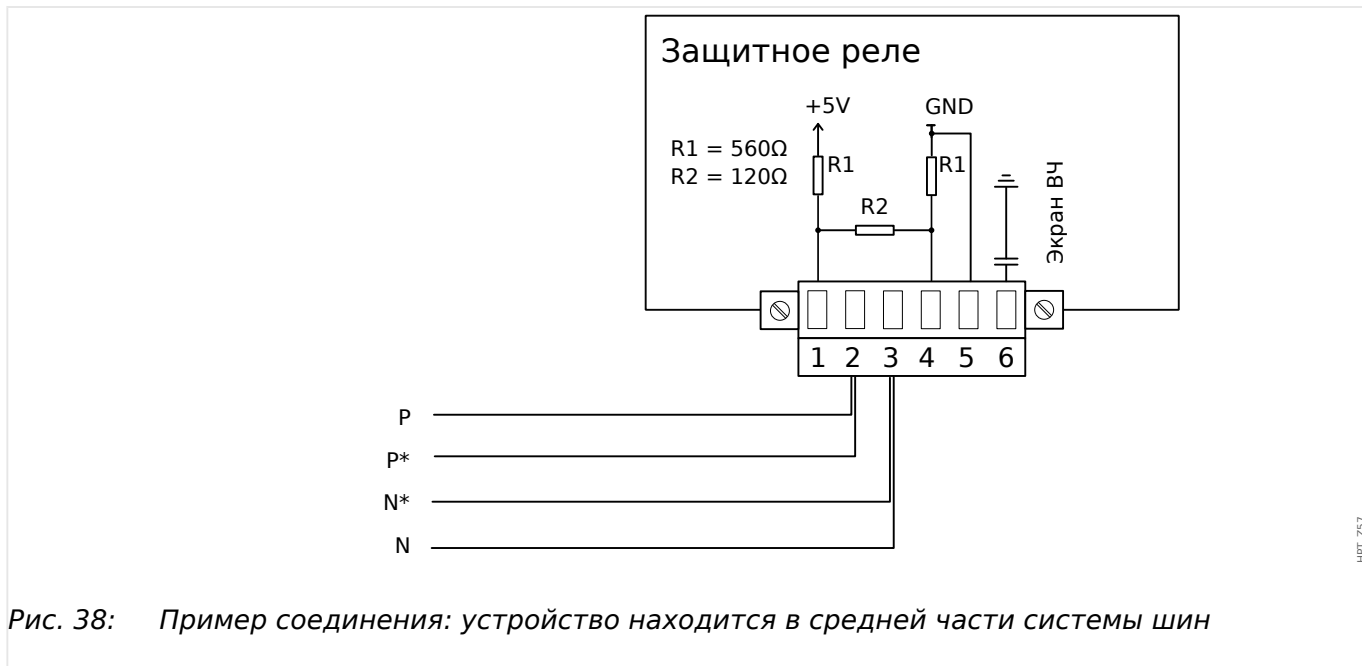 Защитное реле
+5V GND
R1 = 560Ω
R2 = 120Ω
R1 R1
R2
Экран ВЧ
1 2 3 4 5 6
P
P*
N*
N
Рис. 38: Пример соединения: устройство находится в средней части системы шин